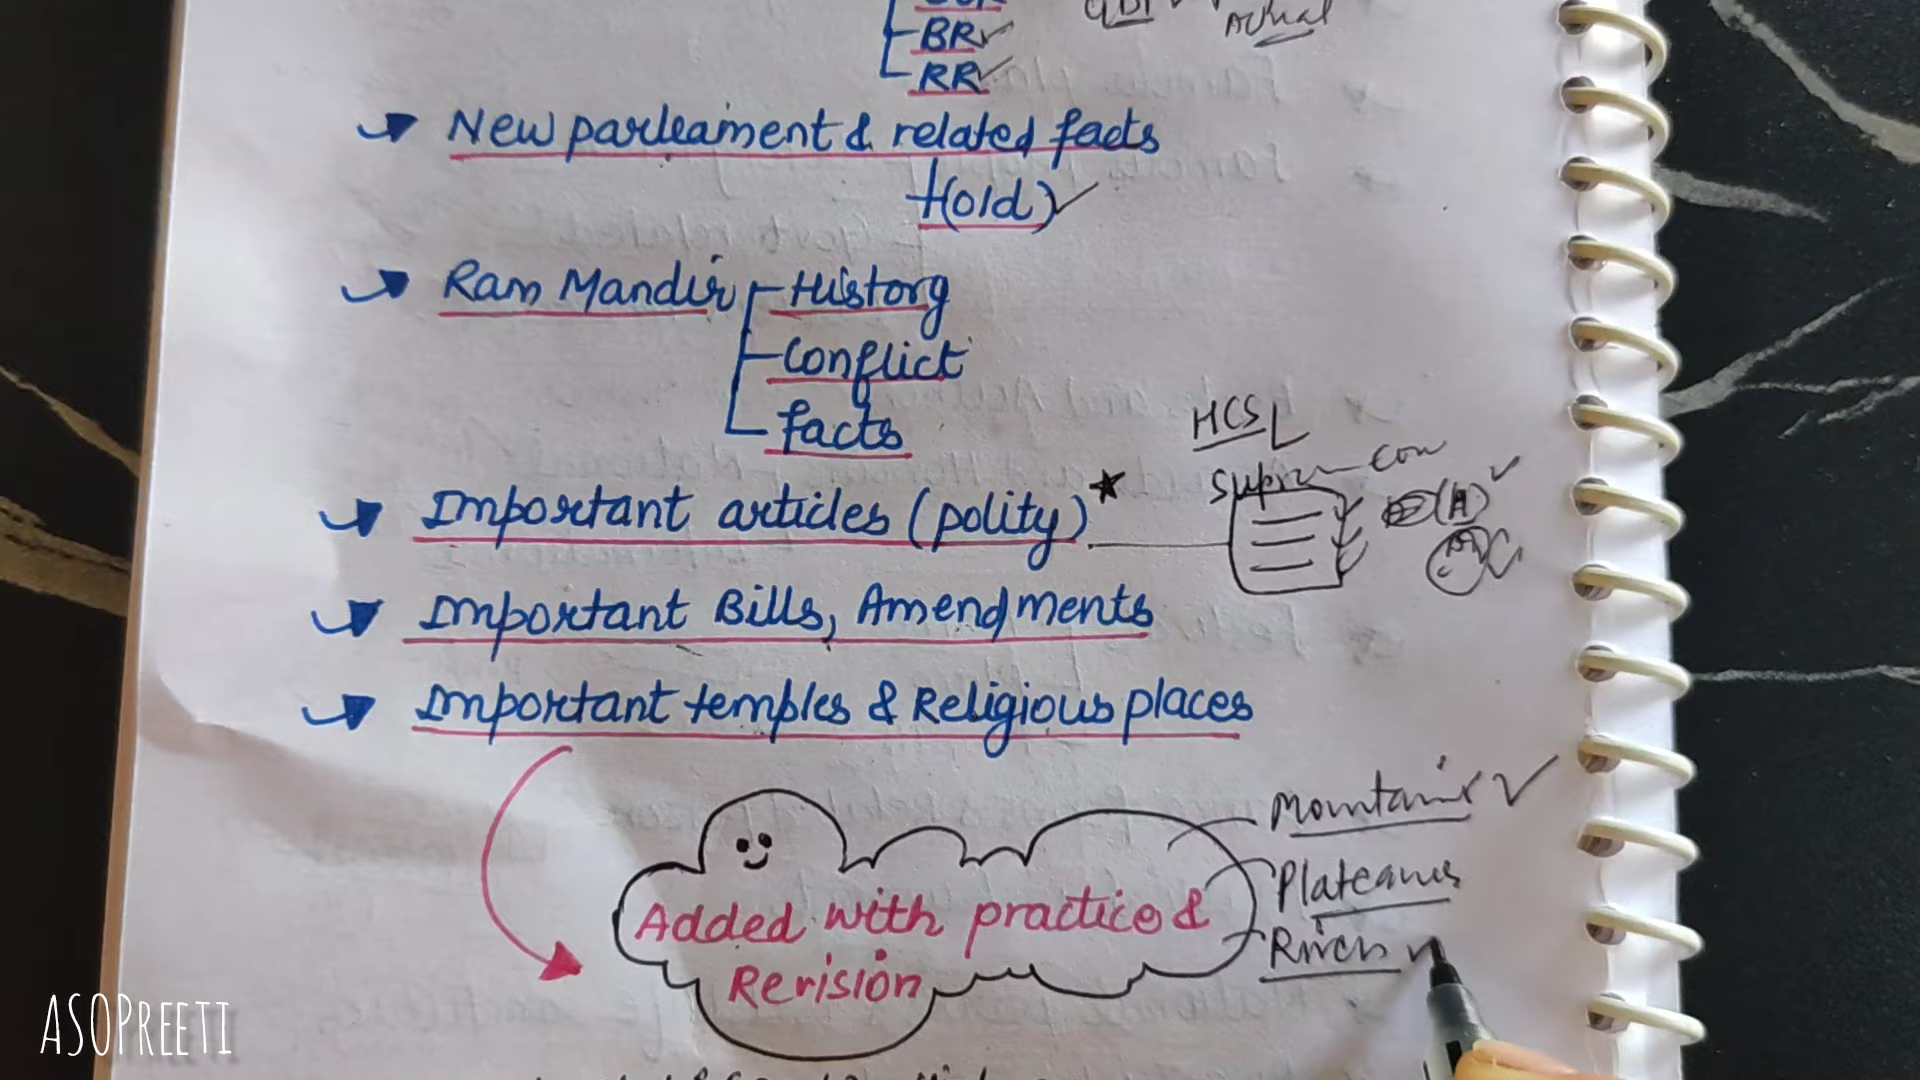 BR
Actual
RR
New parleament & related facts
(old)
Ram Mandir
History
Conflict
facts
HCS
Important articles (polity)
(A)
Important Bills, Amendments
Important temples & Religious places
Mountains
Plateaus
Added with practice &
Rivers
Revision
ASOPREETI